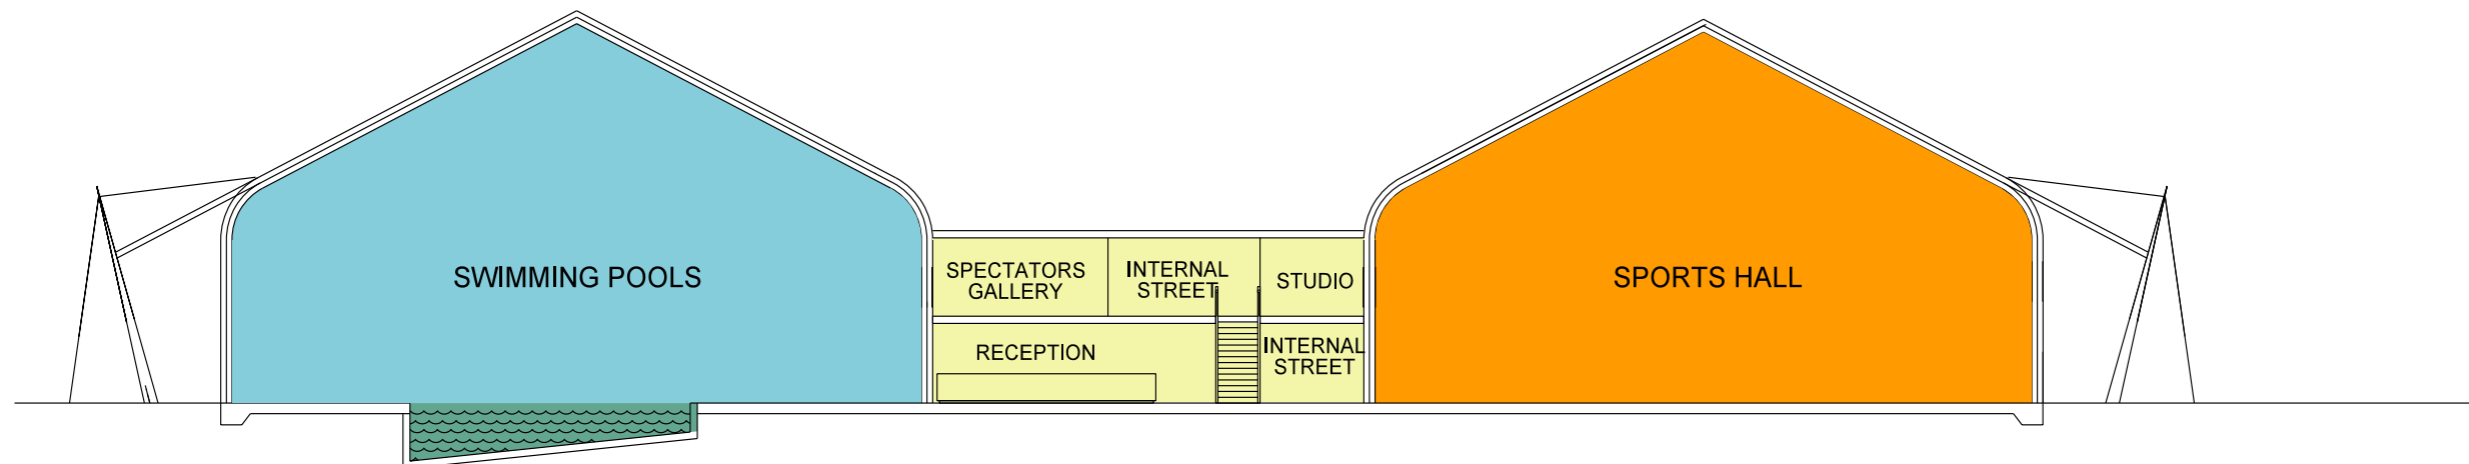 SWIMMING POOLS
SPECTATORS
GALLERY
INTERNAL
STREET
STUDIO
RECEPTION
INTERNAL
STREET
SPORTS HALL